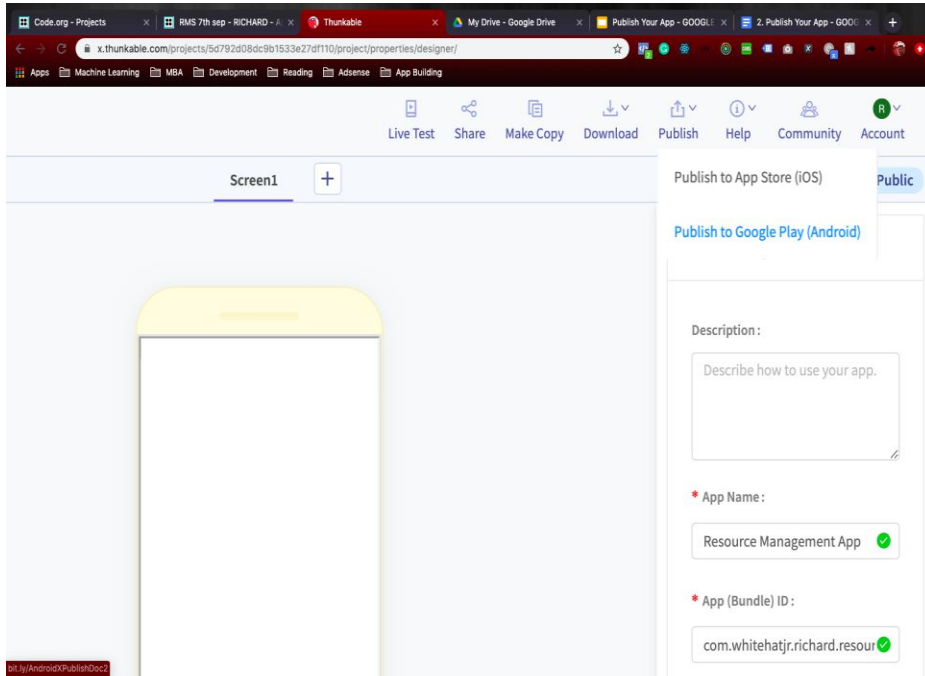 Code.org - Projects
RMS 7th sep - RICHARD - A
Thunkable
My Drive - Google Drive
Publish Your App - GOOGLE
2. Publish Your App - GOOG
x.thunkable.com/projects/5d792d08dc9b1533e27df110/project/properties/designer/
Apps Machine Learning MBA Development Reading Adsense App Building
Live Test Share Make Copy Download Publish Help Community Account
R
Screen1 +
Publish to App Store (iOS)
Public
Publish to Google Play (Android)
Description :
Describe how to use your app.
* App Name :
Resource Management App
* App (Bundle) ID :
com.whitehatjr.richard.resour
bit.ly/AndroidXPublishDoc2